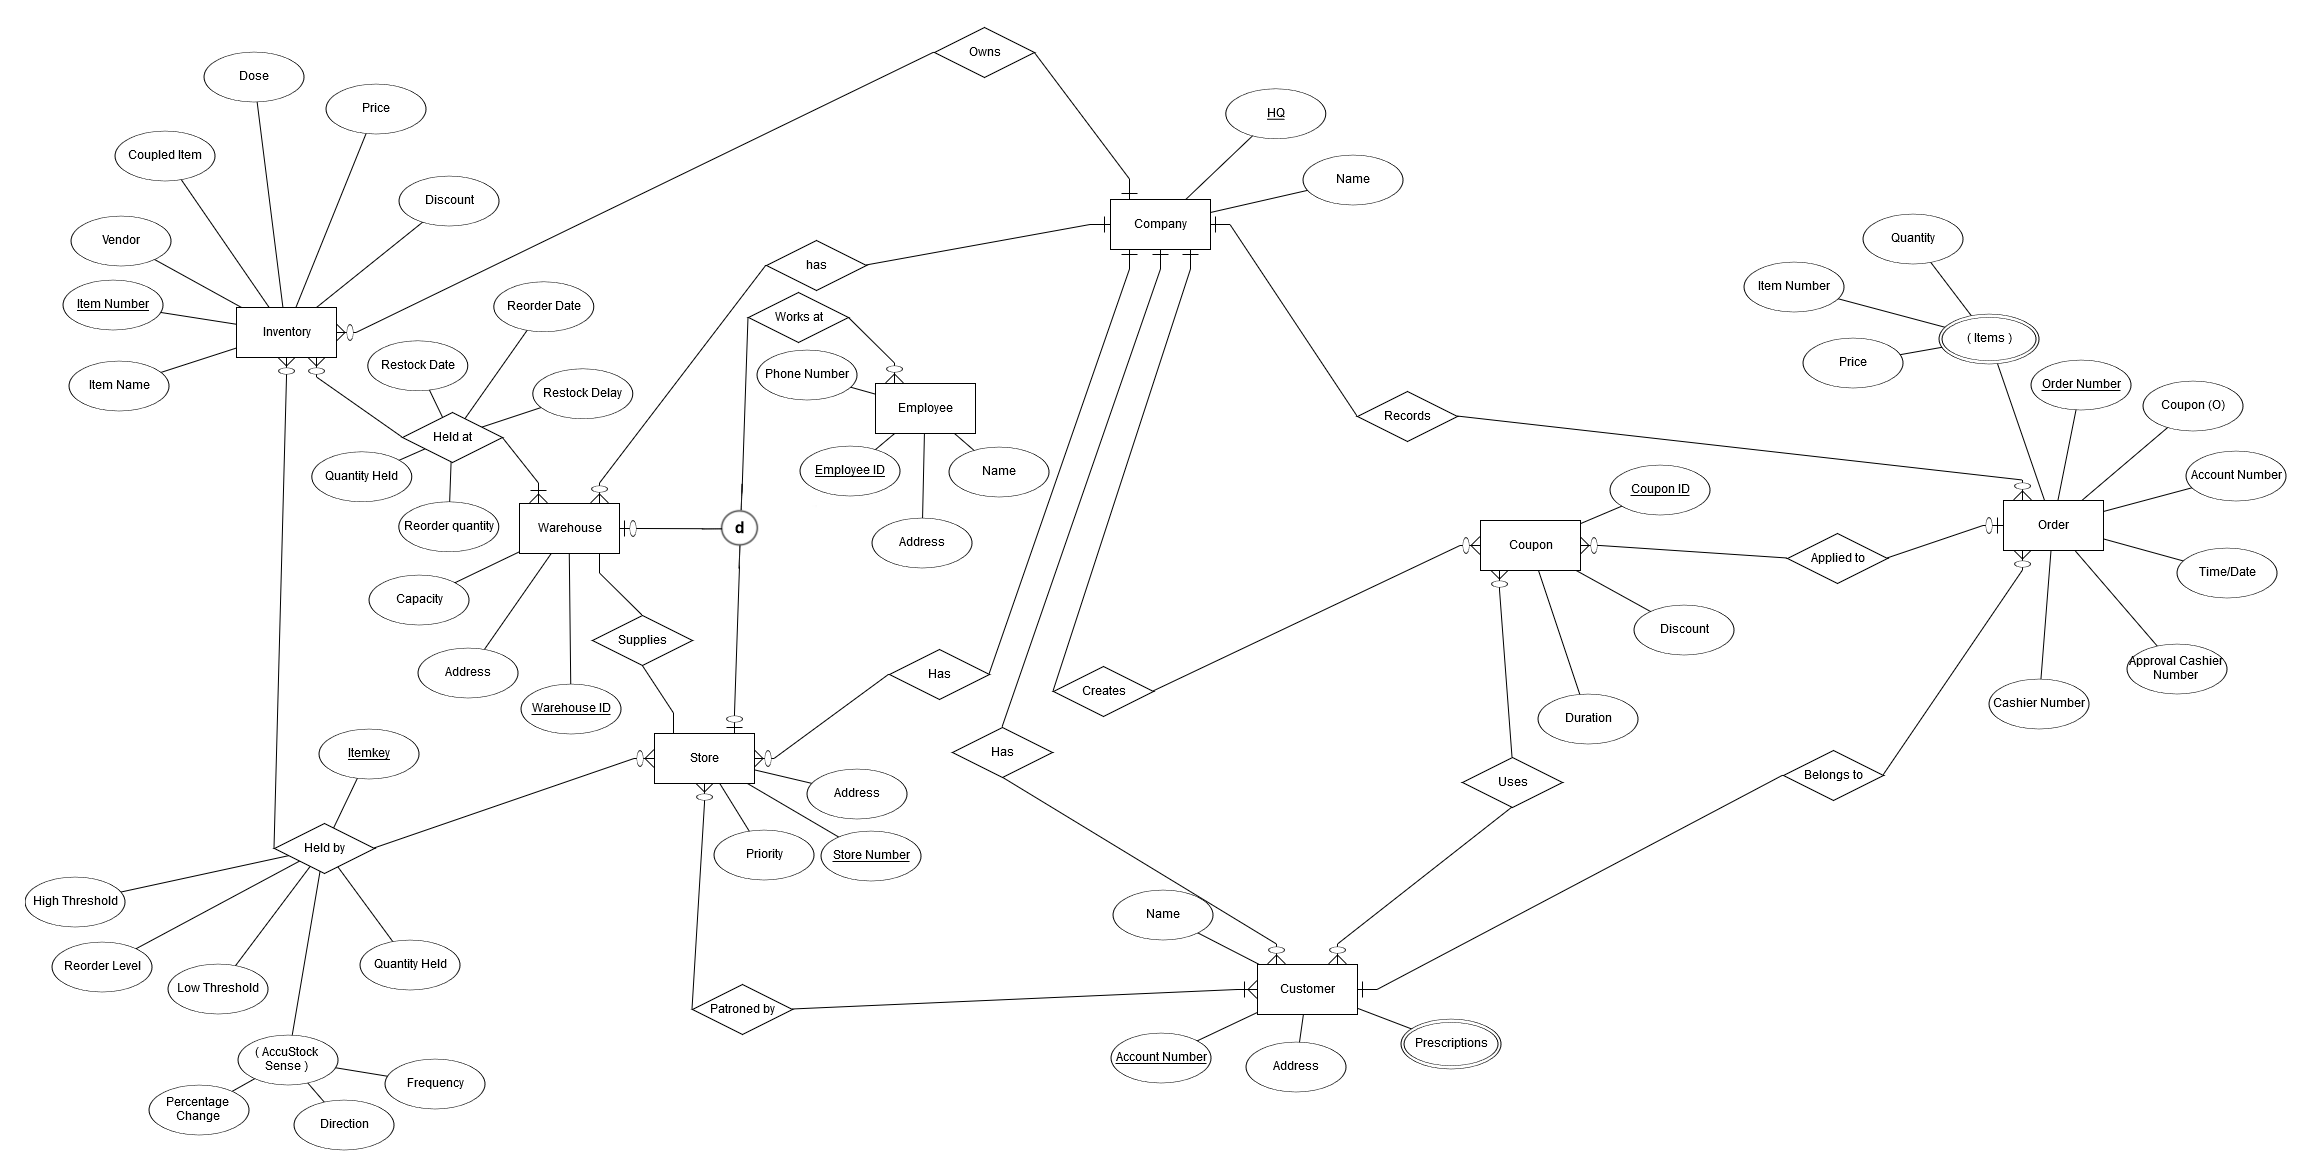 Owns
Dose
Price
HQ
Coupled Item
Name
Discount
Company
Vendor
Quantity
has
Item Number
Item Number
Reorder Date
Works at
Inventory
( Items )
Restock Date
Phone Number
Price
Order Number
Item Name
Restock Delay
Employee
Records
Coupon (O)
Held at
Quantity Held
Employee ID
Name
Account Number
Coupon ID
Reorder quantity
Warehouse
d
Order
Address
Coupon
Applied to
Time/Date
Capacity
Supplies
Discount
Address
Has
Approval Cashier
Number
Creates
Warehouse ID
Cashier Number
Duration
Itemkey
Has
Store
Uses
Belongs to
Address
Held by
Priority
Store Number
High Threshold
Name
Reorder Level
Quantity Held
Low Threshold
Customer
Patroned by
( AccuStock
Sense )
Account Number
Address
Prescriptions
Frequency
Percentage
Change
Direction